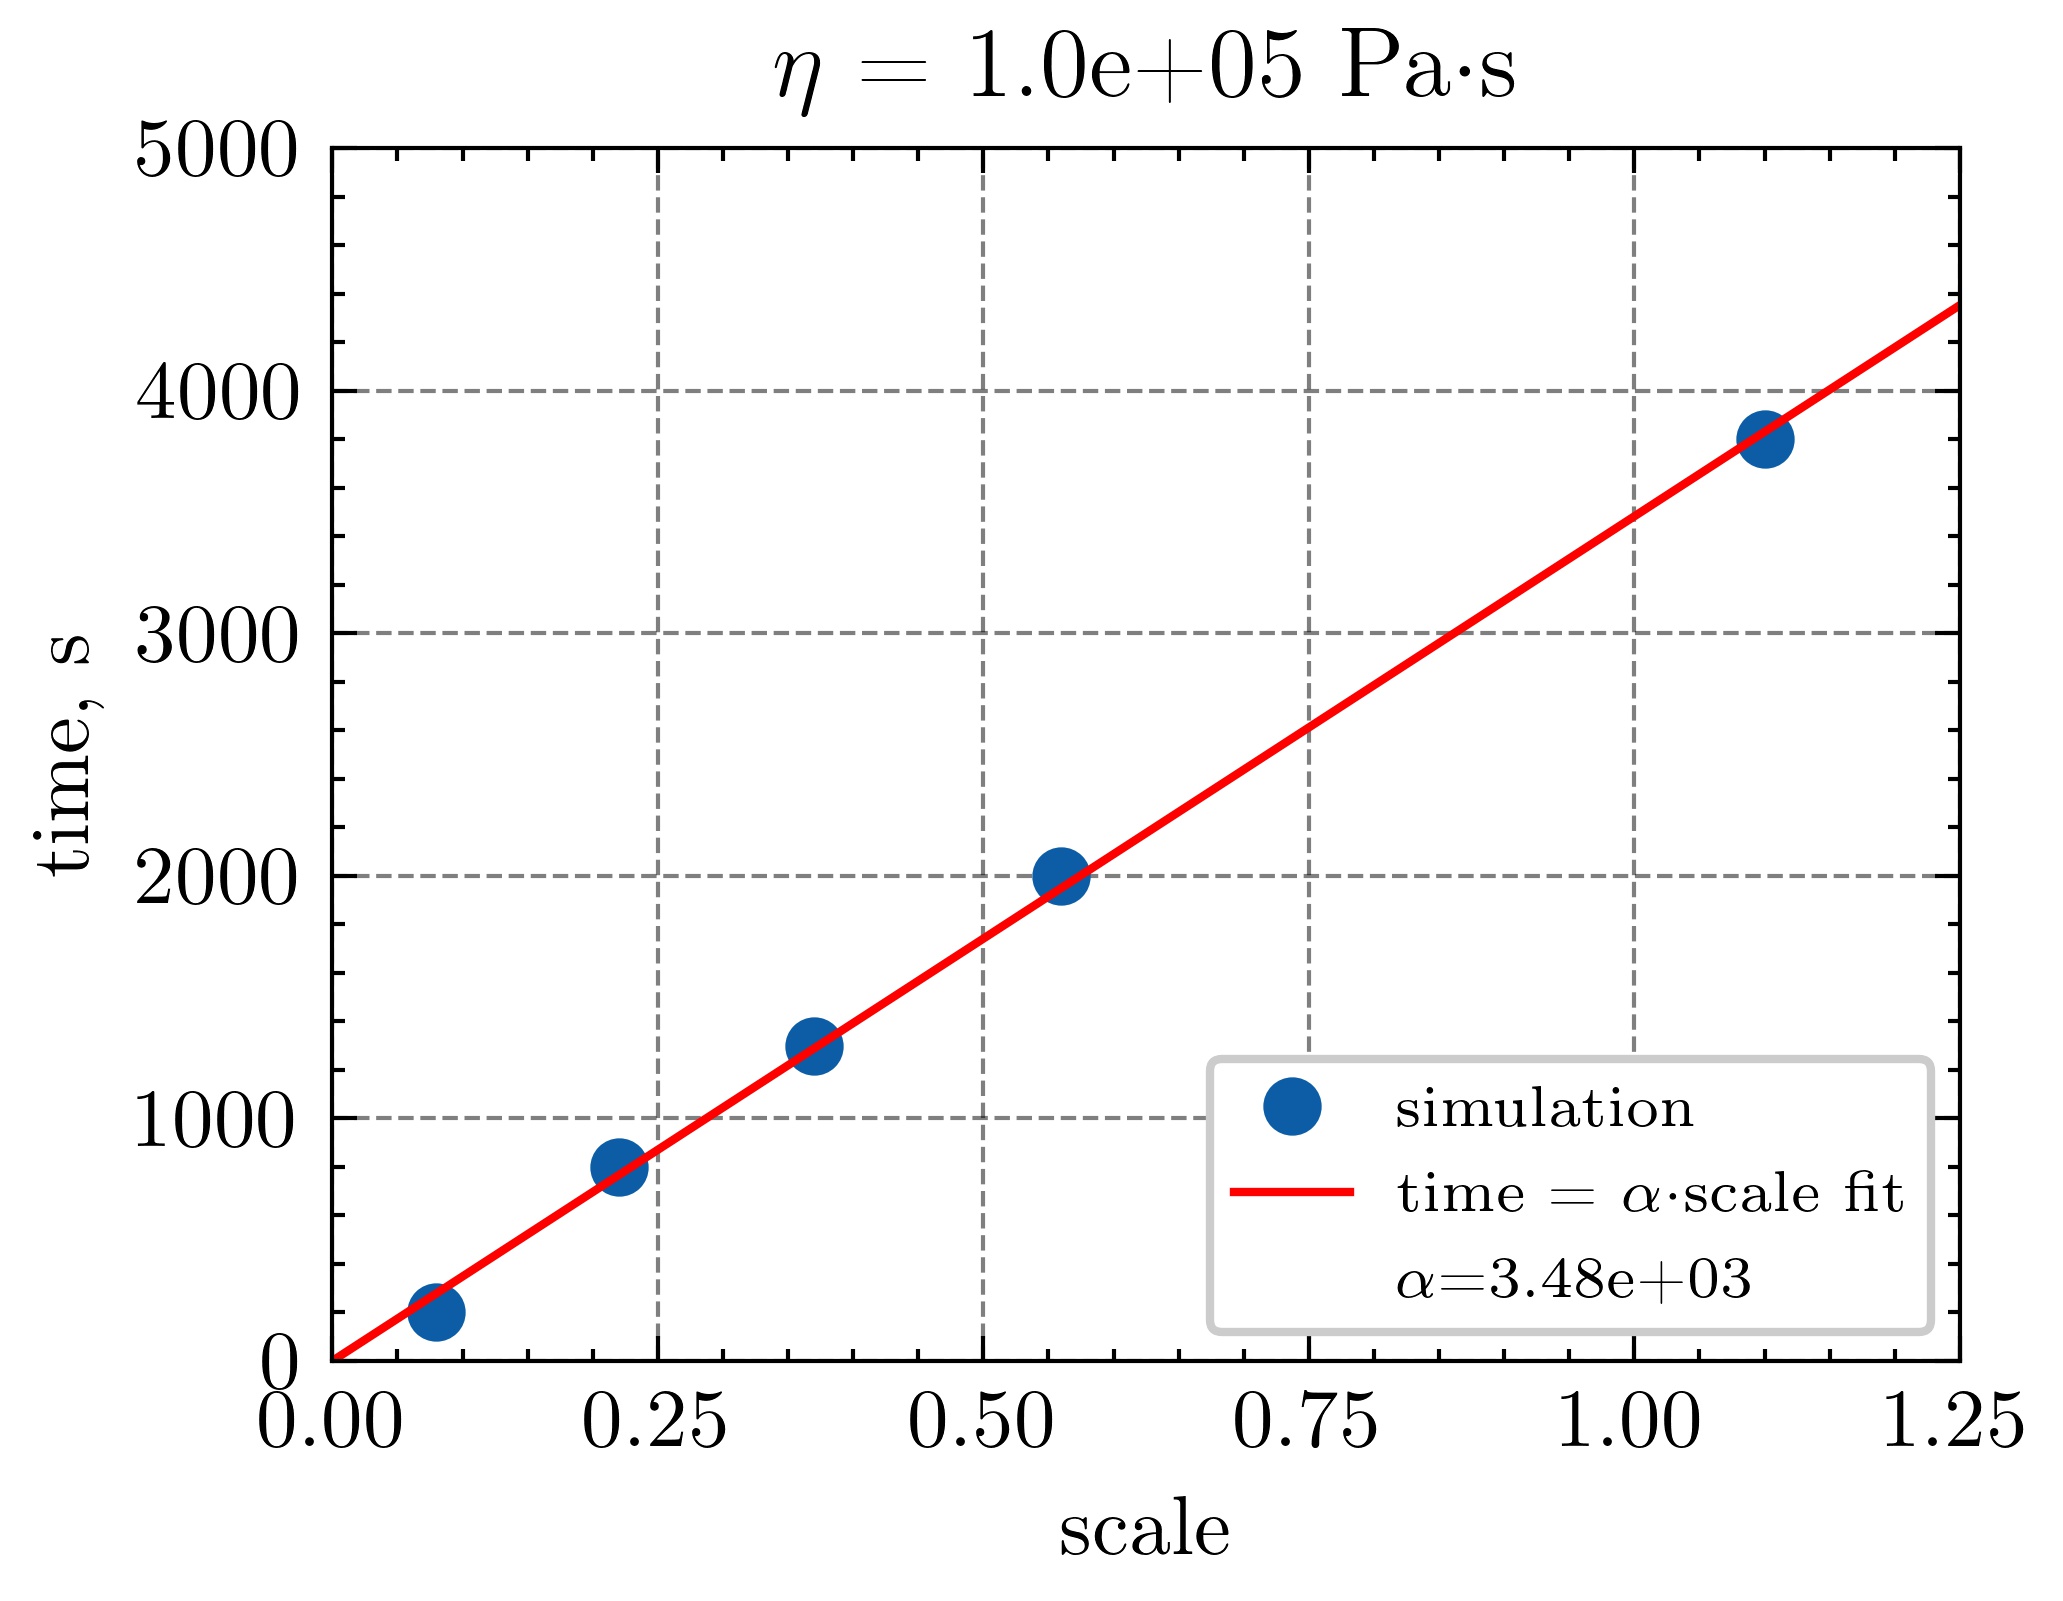 η = 1.0e+05 Pa·s
5000
4000
3000
2000
1000
0
time, s
0.00 0.25 0.50 0.75 1.00 1.25
scale
simulation
time = α·scale fit
α=3.48e+03